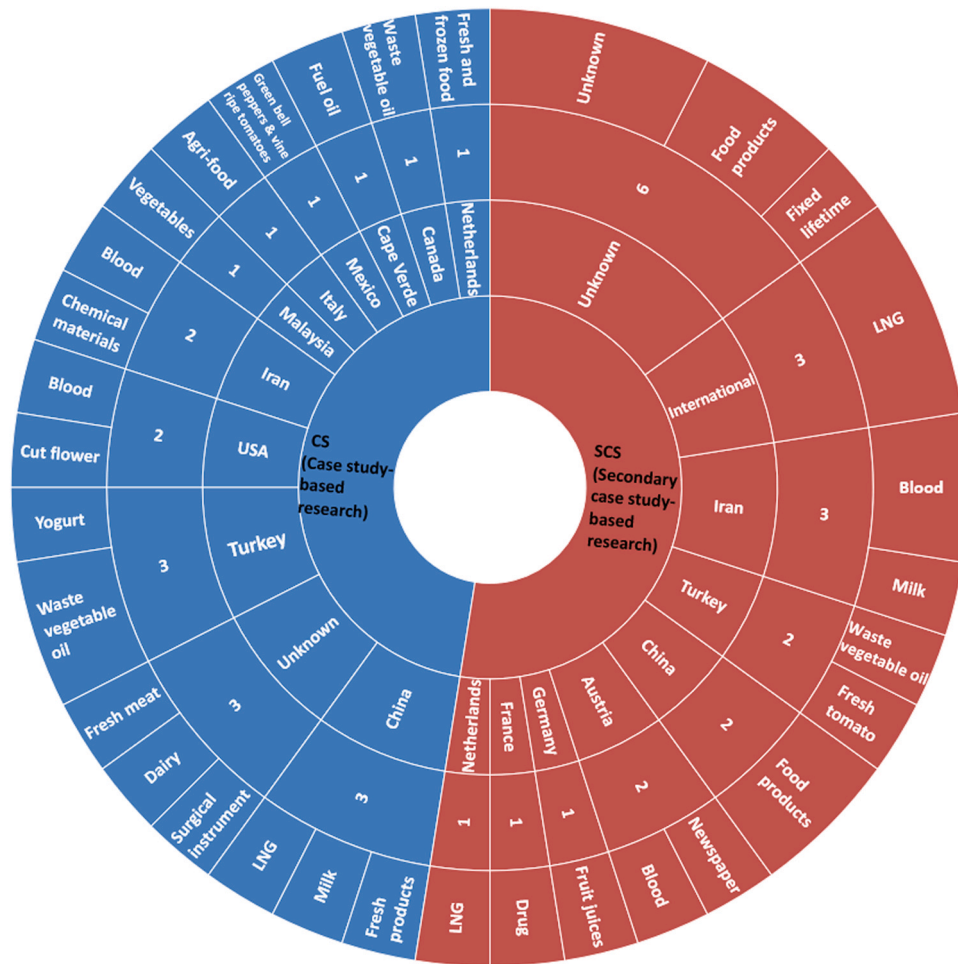 CS
(Case study-
based
research)
Netherlands
1
Fresh and
frozen food
Canada
1
Waste
vegetable oil
Cape Verde
1
Fuel oil
Mexico
1
Green bell
peppers & vine
ripe tomatoes
Italy
1
Agri-food
Malaysia
1
Vegetables
Iran
2
Blood
Chemical
materials
USA
2
Blood
Cut flower
Turkey
3
Yogurt
Waste
vegetable
oil
Unknown
3
Fresh meat
Dairy
Surgical
instrument
China
3
LNG
Milk
Fresh
products
SCS
(Secondary
case study-
based
research)
Unknown
6
Unknown
Food
products
Fixed
lifetime
International
3
LNG
Iran
3
Blood
Milk
Turkey
2
Waste
vegetable oil
Fresh
tomato
China
2
Food
products
Austria
2
Newspaper
Blood
Germany
1
Fruit juices
France
1
Drug
Netherlands
1
LNG